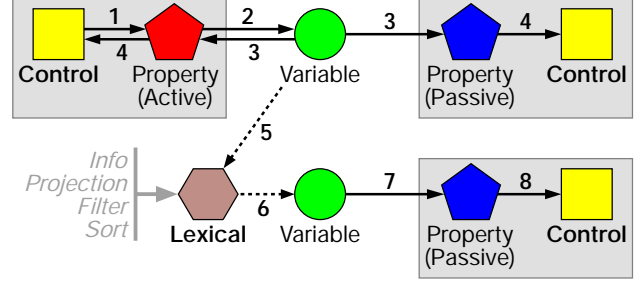 1 2 3 4
4 3
Control Property Variable Property Control
(Active) (Passive)
5
Info
Projection
Filter
Sort
6 7 8
Lexical Variable Property Control
(Passive)